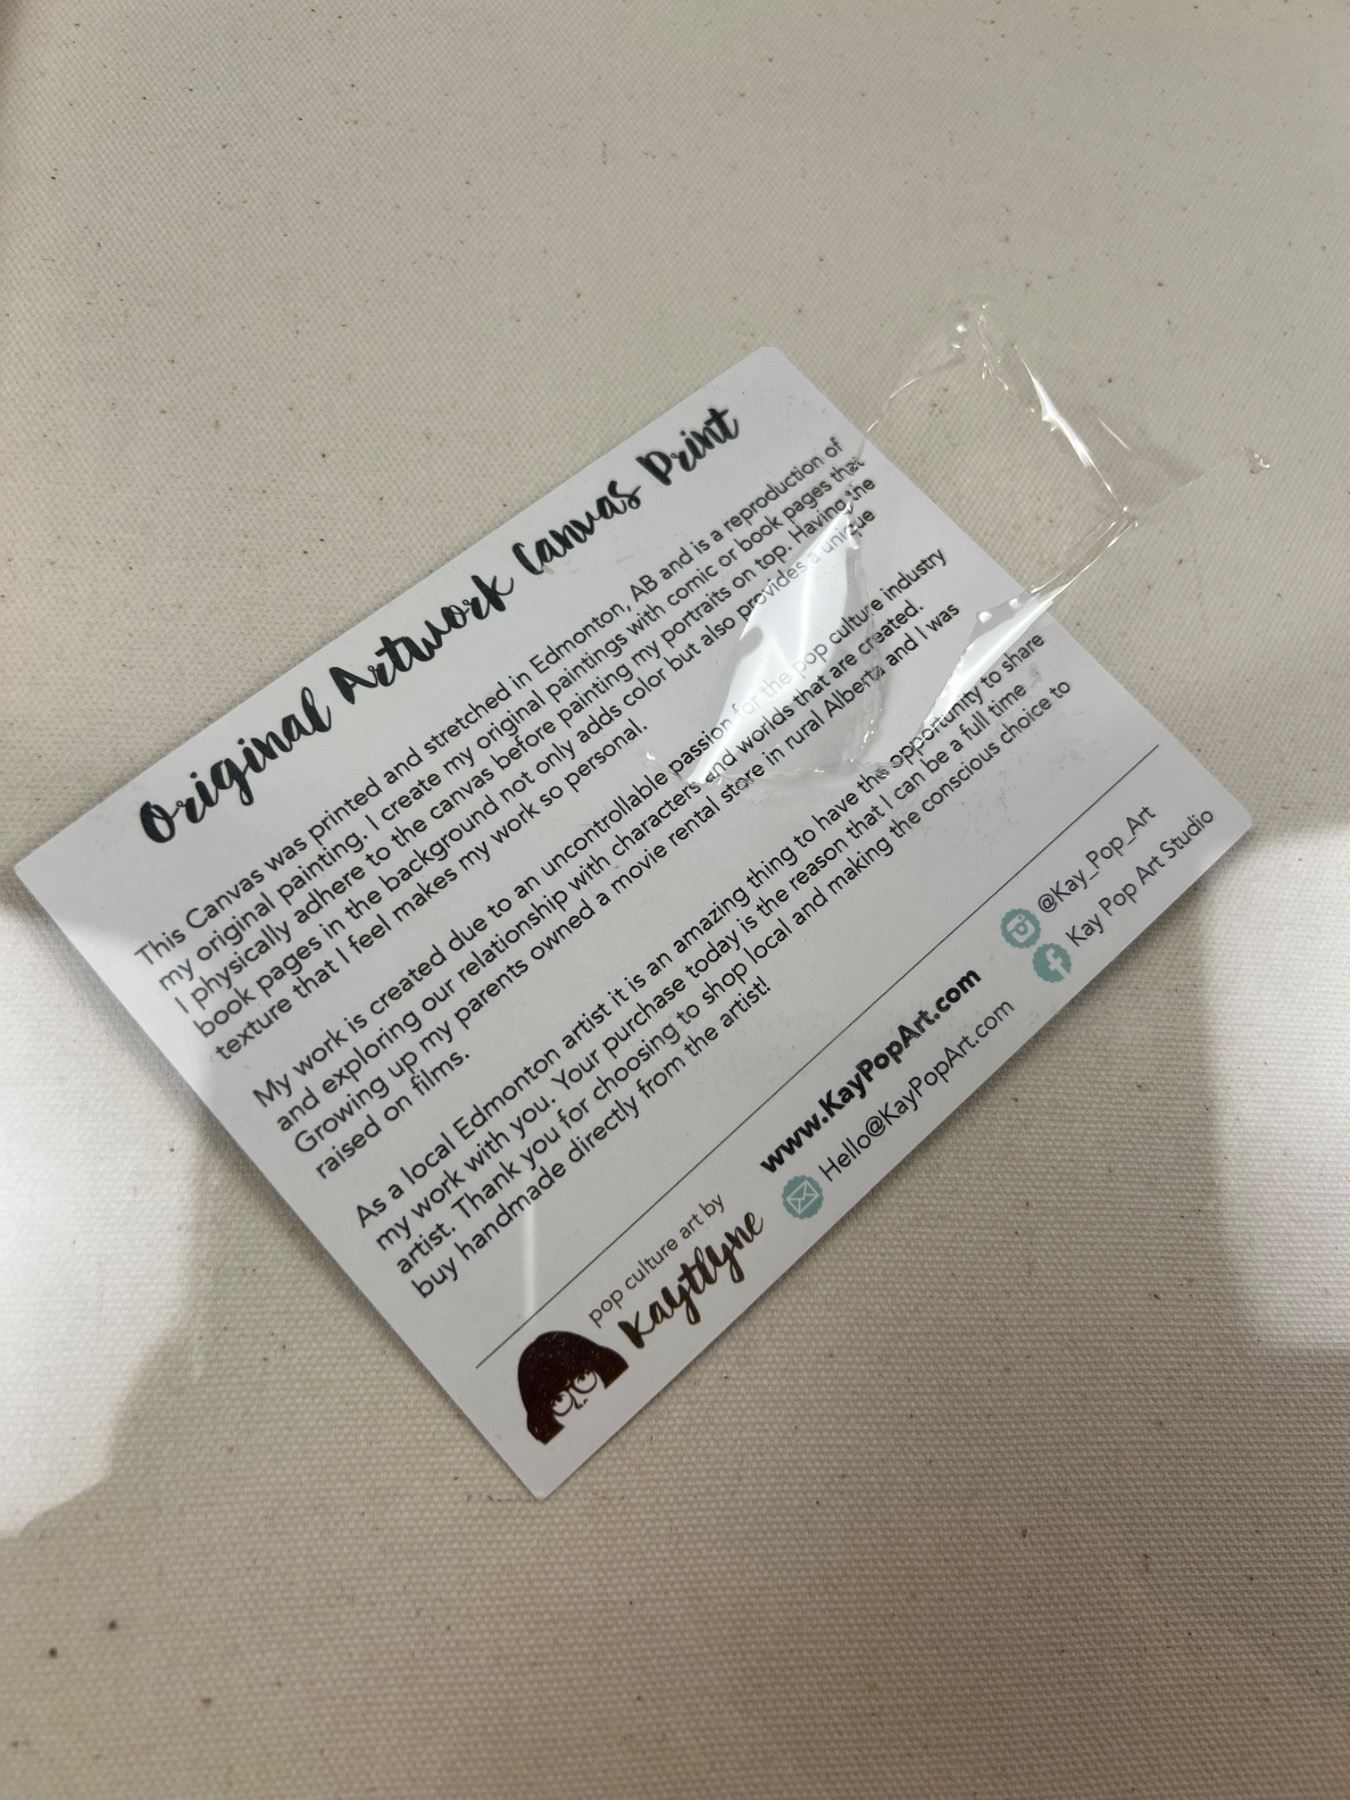 Original Artwork Canvas Print
This Canvas was printed and stretched in Edmonton, AB and is a reproduction of
my original painting. I create my original paintings with comic or book pages that
I physically adhere to the canvas before painting my portraits on top. Having the
book pages in the background not only adds color but also provides a unique
texture that I feel makes my work so personal.
My work is created due to an uncontrollable passion for the pop culture industry
and exploring our relationship with characters and worlds that are created.
Growing up my parents owned a movie rental store in rural Alberta and I was
raised on films.
As a local Edmonton artist it is an amazing thing to have the opportunity to share
my work with you. Your purchase today is the reason that I can be a full time
artist. Thank you for choosing to shop local and making the conscious choice to
buy handmade directly from the artist!
pop culture art by
Kaytlyne
www.KayPopArt.com
Hello@KayPopArt.com
@Kay_Pop_Art
Kay Pop Art Studio